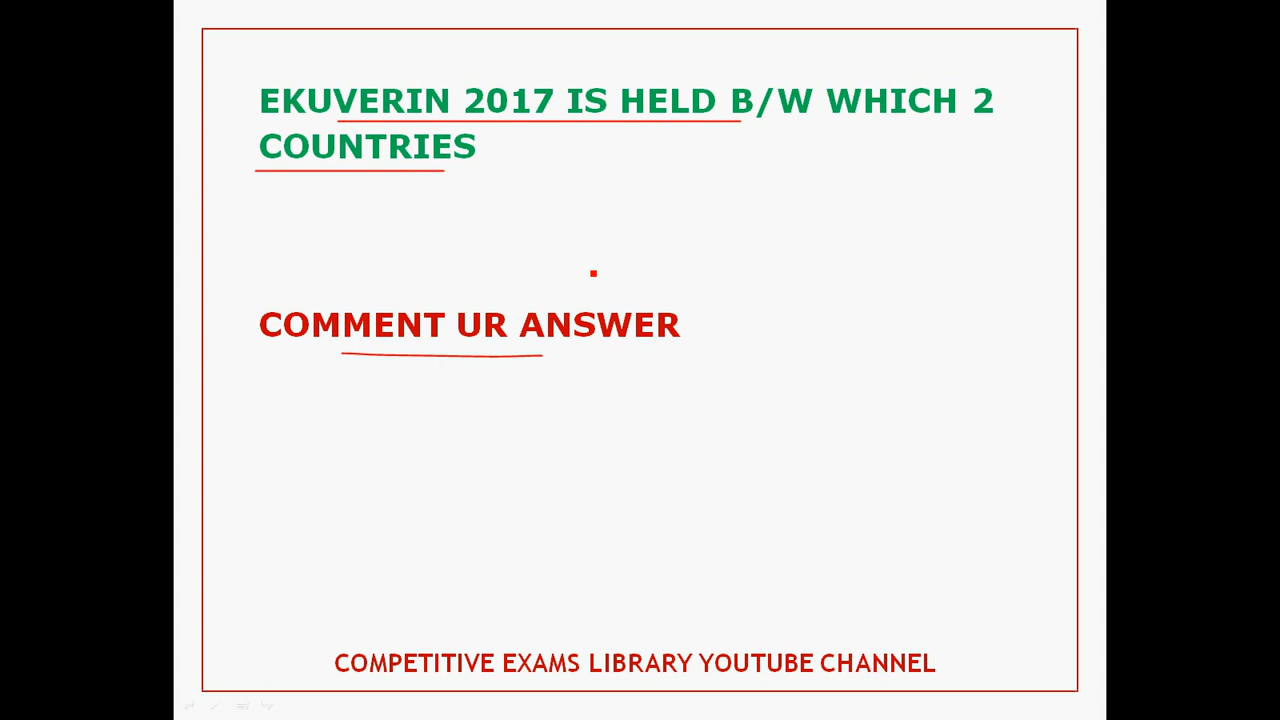 EKUVERIN 2017 IS HELD B/W WHICH 2
COUNTRIES
COMMENT UR ANSWER
COMPETITIVE EXAMS LIBRARY YOUTUBE CHANNEL